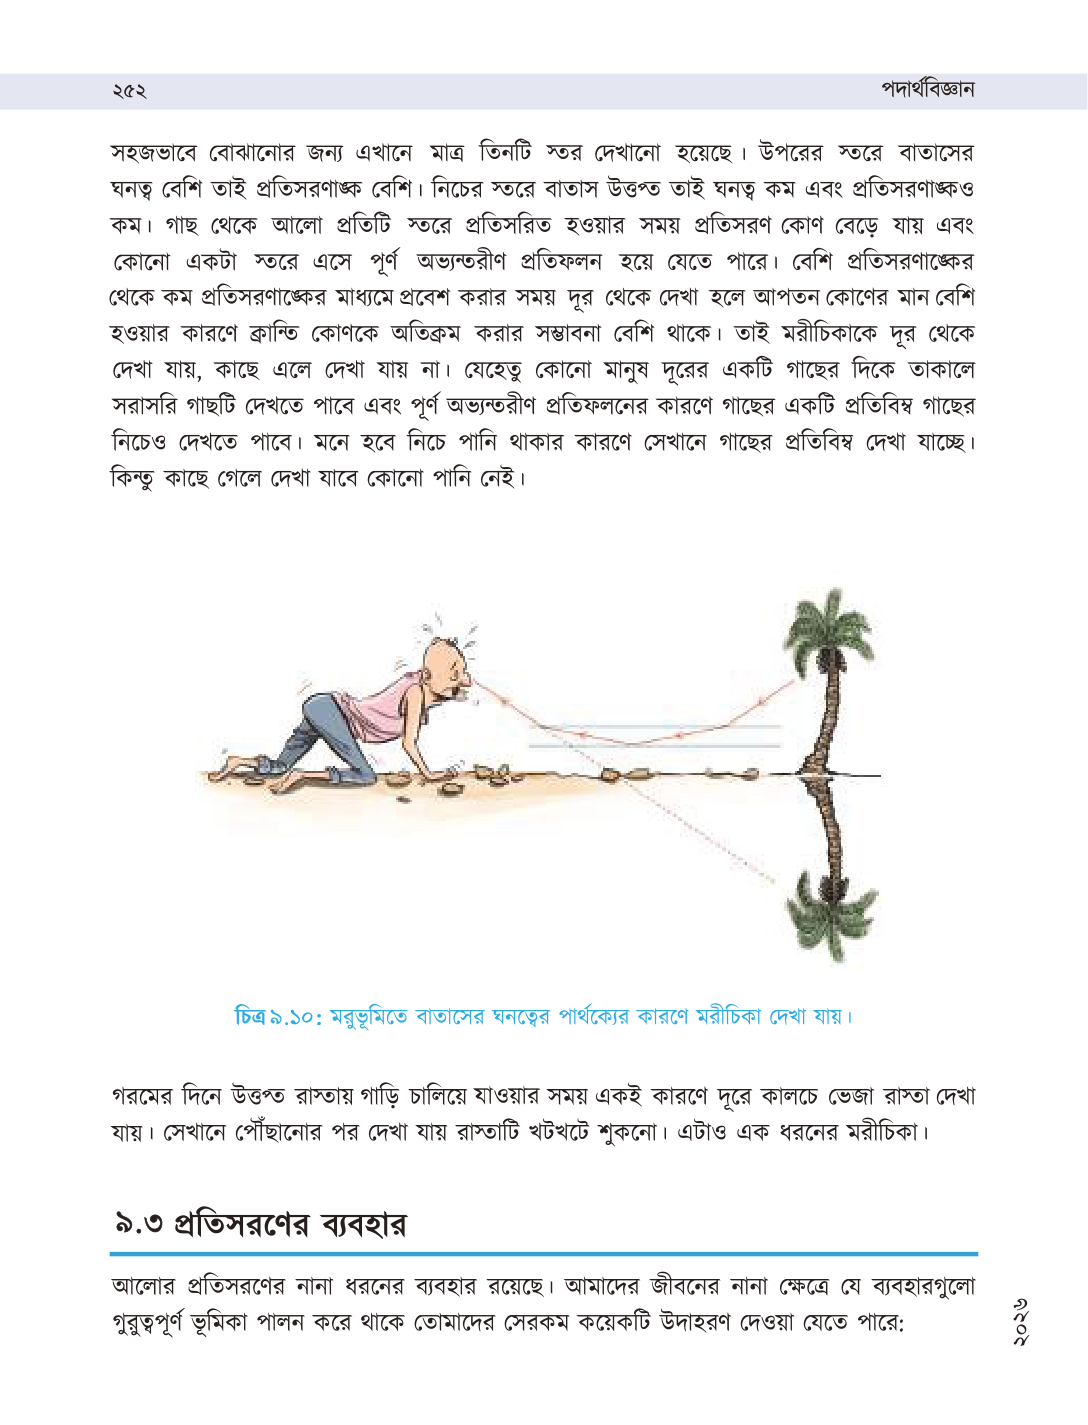 ২৫২
পদার্থবিজ্ঞান
সহজভাবে বোঝানোর জন্য এখানে মাত্র তিনটি স্তর দেখানো হয়েছে। উপরের স্তরে বাতাসের
ঘনত্ব বেশি তাই প্রতিসরণাঙ্ক বেশি। নিচের স্তরে বাতাস উত্তপ্ত তাই ঘনত্ব কম এবং প্রতিসরণাঙ্কও
কম। গাছ থেকে আলো প্রতিটি স্তরে প্রতিসরিত হওয়ার সময় প্রতিসরণ কোণ বেড়ে যায় এবং
কোনো একটা স্তরে এসে পূর্ণ অভ্যন্তরীণ প্রতিফলন হয়ে যেতে পারে। বেশি প্রতিসরণাঙ্কের
থেকে কম প্রতিসরণাঙ্কের মাধ্যমে প্রবেশ করার সময় দূর থেকে দেখা হলে আপতন কোণের মান বেশি
হওয়ার কারণে ক্রান্তি কোণকে অতিক্রম করার সম্ভাবনা বেশি থাকে। তাই মরীচিকাকে দূর থেকে
দেখা যায়, কাছে এলে দেখা যায় না। যেহেতু কোনো মানুষ দূরের একটি গাছের দিকে তাকালে
সরাসরি গাছটি দেখতে পাবে এবং পূর্ণ অভ্যন্তরীণ প্রতিফলনের কারণে গাছের একটি প্রতিবিম্ব গাছের
নিচেও দেখতে পাবে। মনে হবে নিচে পানি থাকার কারণে সেখানে গাছের প্রতিবিম্ব দেখা যাচ্ছে।
কিন্তু কাছে গেলে দেখা যাবে কোনো পানি নেই।
চিত্র ৯.১০: মরুভূমিতে বাতাসের ঘনত্বের পার্থক্যের কারণে মরীচিকা দেখা যায়।
গরমের দিনে উত্তপ্ত রাস্তায় গাড়ি চালিয়ে যাওয়ার সময় একই কারণে দূরে কালচে ভেজা রাস্তা দেখা
যায়। সেখানে পৌঁছানোর পর দেখা যায় রাস্তাটি খটখটে শুকনো। এটাও এক ধরনের মরীচিকা।
৯.৩ প্রতিসরণের ব্যবহার
আলোর প্রতিসরণের নানা ধরনের ব্যবহার রয়েছে। আমাদের জীবনের নানা ক্ষেত্রে যে ব্যবহারগুলো
গুরুত্বপূর্ণ ভূমিকা পালন করে থাকে তোমাদের সেরকম কয়েকটি উদাহরণ দেওয়া যেতে পারে:
২০২৬